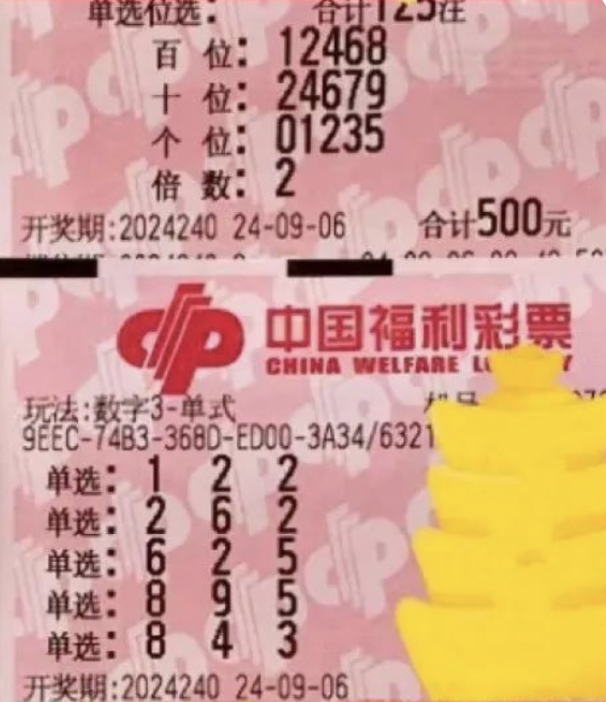 单选位选: 合计125注
百 位: 12468
十 位: 24679
个 位: 01235
倍 数: 2
开奖期:2024240 24-09-06 合计500元
中国福利彩票
CHINA WELFARE L Y
玩法:数字3-单式
9EEC-74B3-368D-ED00-3A34/6321
单选: 1 2 2
单选: 2 6 2
单选: 6 2 5
单选: 8 9 5
单选: 8 4 3
开奖期:2024240 24-09-06